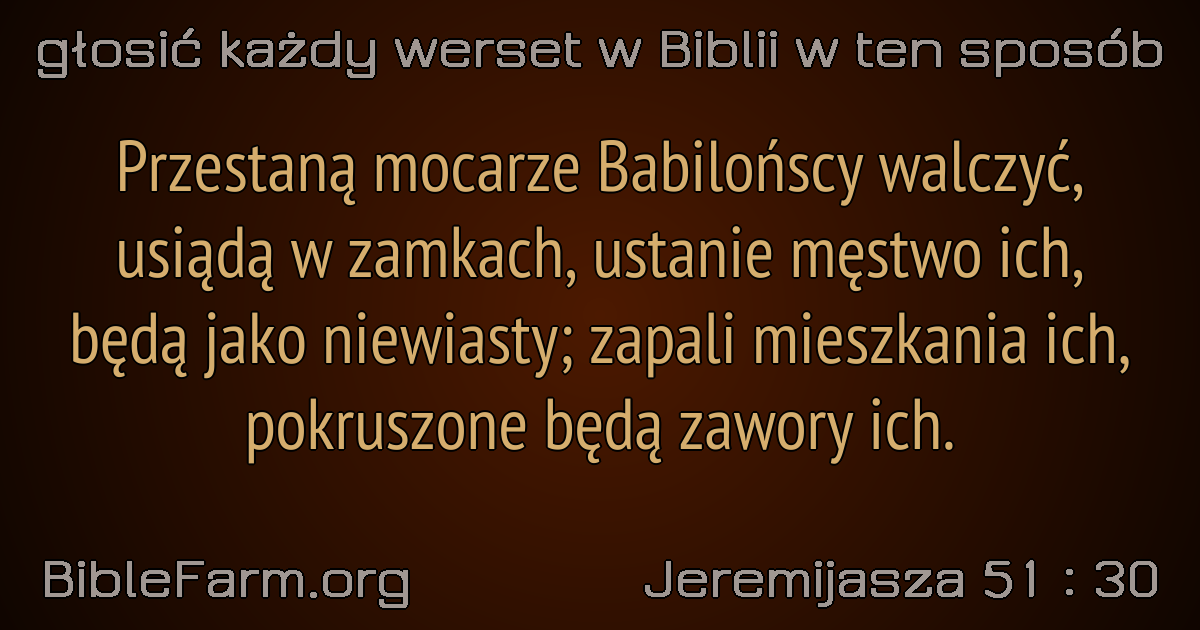 głosić każdy werset w Biblii w ten sposób
Przestaną mocarze Babilońscy walczyć,
usiądą w zamkach, ustanie męstwo ich,
będą jako niewiasty; zapali mieszkania ich,
pokruszone będą zawory ich.
BibleFarm.org
Jeremijasza 51 : 30